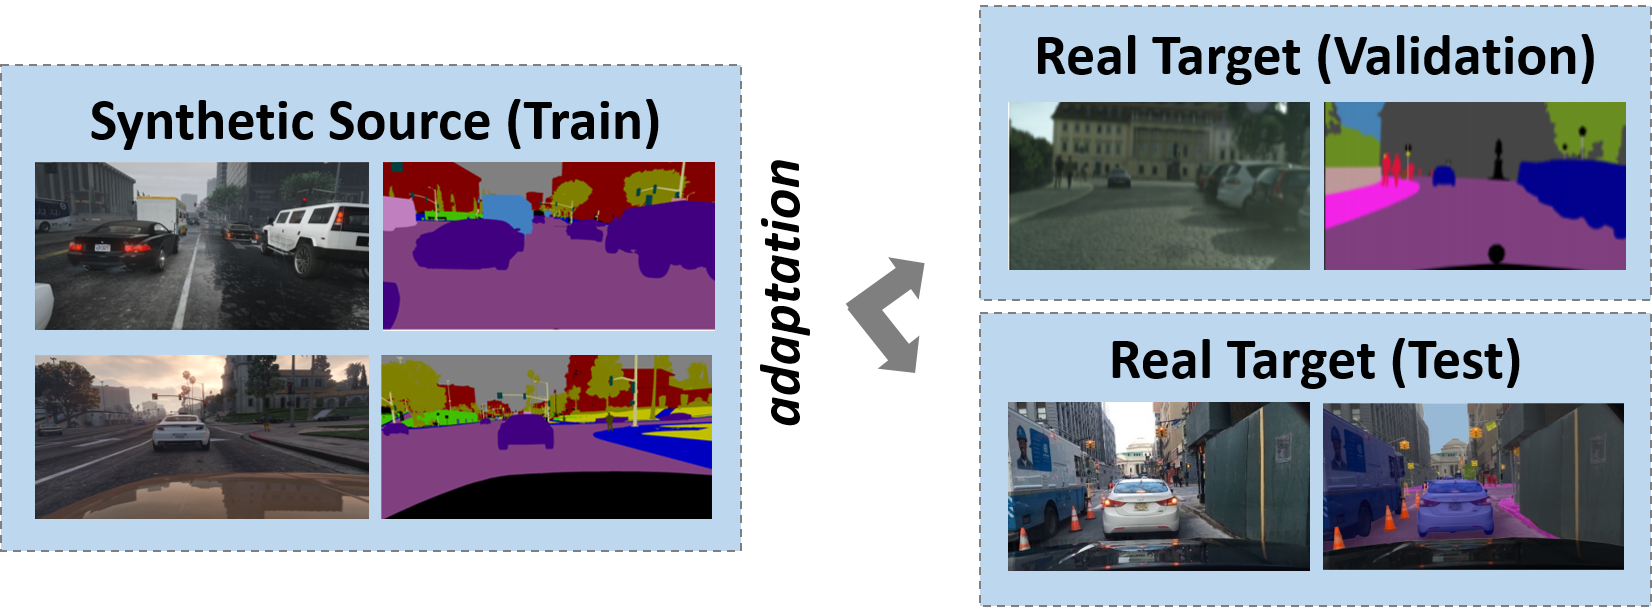 Synthetic Source (Train)
adaptation
Real Target (Validation)
Real Target (Test)